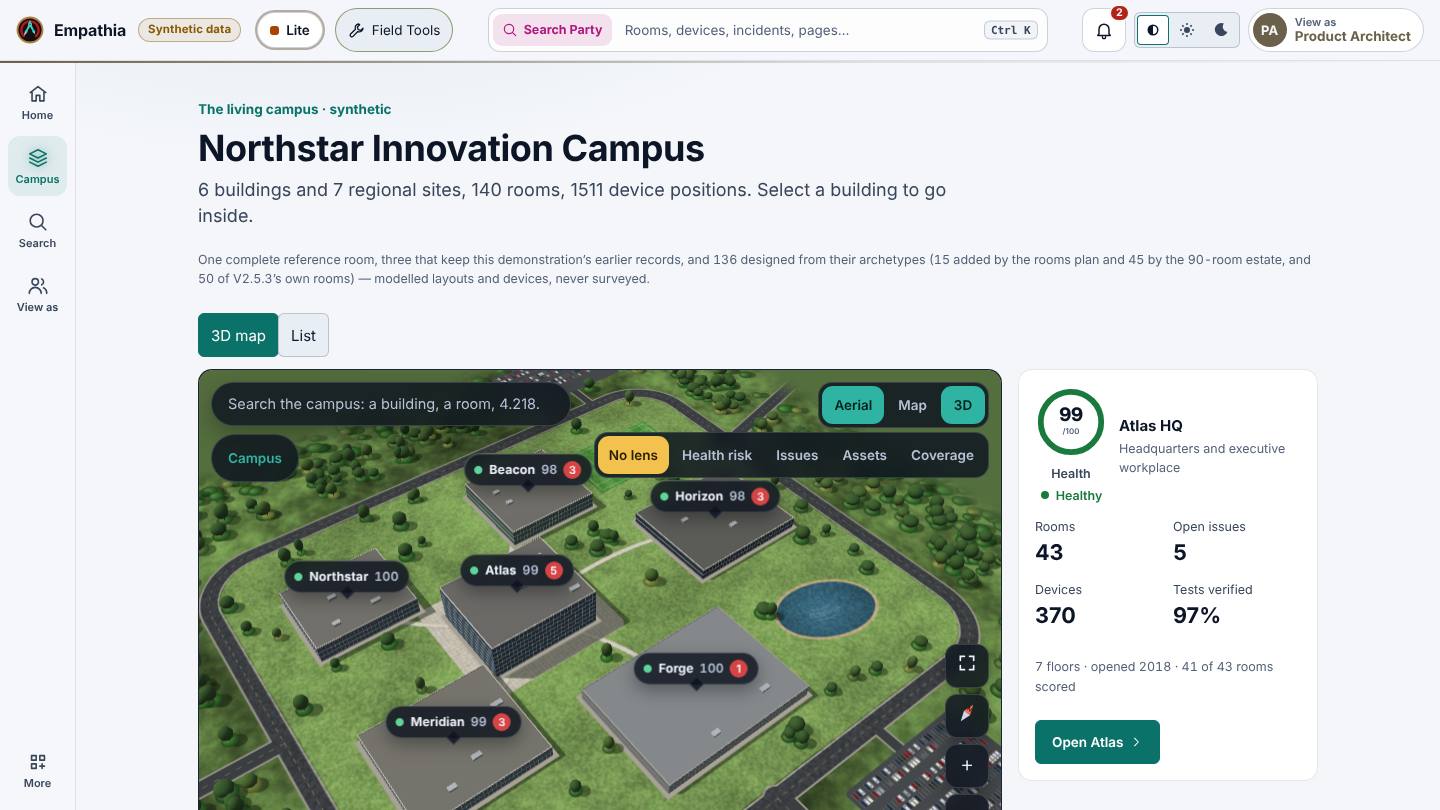 Empathia
Synthetic data
Lite
Field Tools
Search Party
Rooms, devices, incidents, pages...
Ctrl K
2
PA
View as
Product Architect
Home
Campus
Search
View as
More
The living campus · synthetic
Northstar Innovation Campus
6 buildings and 7 regional sites, 140 rooms, 1511 device positions. Select a building to go
inside.
One complete reference room, three that keep this demonstration's earlier records, and 136 designed from their archetypes (15 added by the rooms plan and 45 by the 90-room estate, and
50 of V2.5.3's own rooms) — modelled layouts and devices, never surveyed.
3D map
List
Search the campus: a building, a room, 4.218.
Aerial
Map
3D
Campus
No lens
Health risk
Issues
Assets
Coverage
Beacon 98 3
Horizon 98 3
Northstar 100
Atlas 99 5
Forge 100 1
Meridian 99 3
+
99
/100
Health
Healthy
Atlas HQ
Headquarters and executive
workplace
Rooms
43
Open issues
5
Devices
370
Tests verified
97%
7 floors · opened 2018 · 41 of 43 rooms
scored
Open Atlas